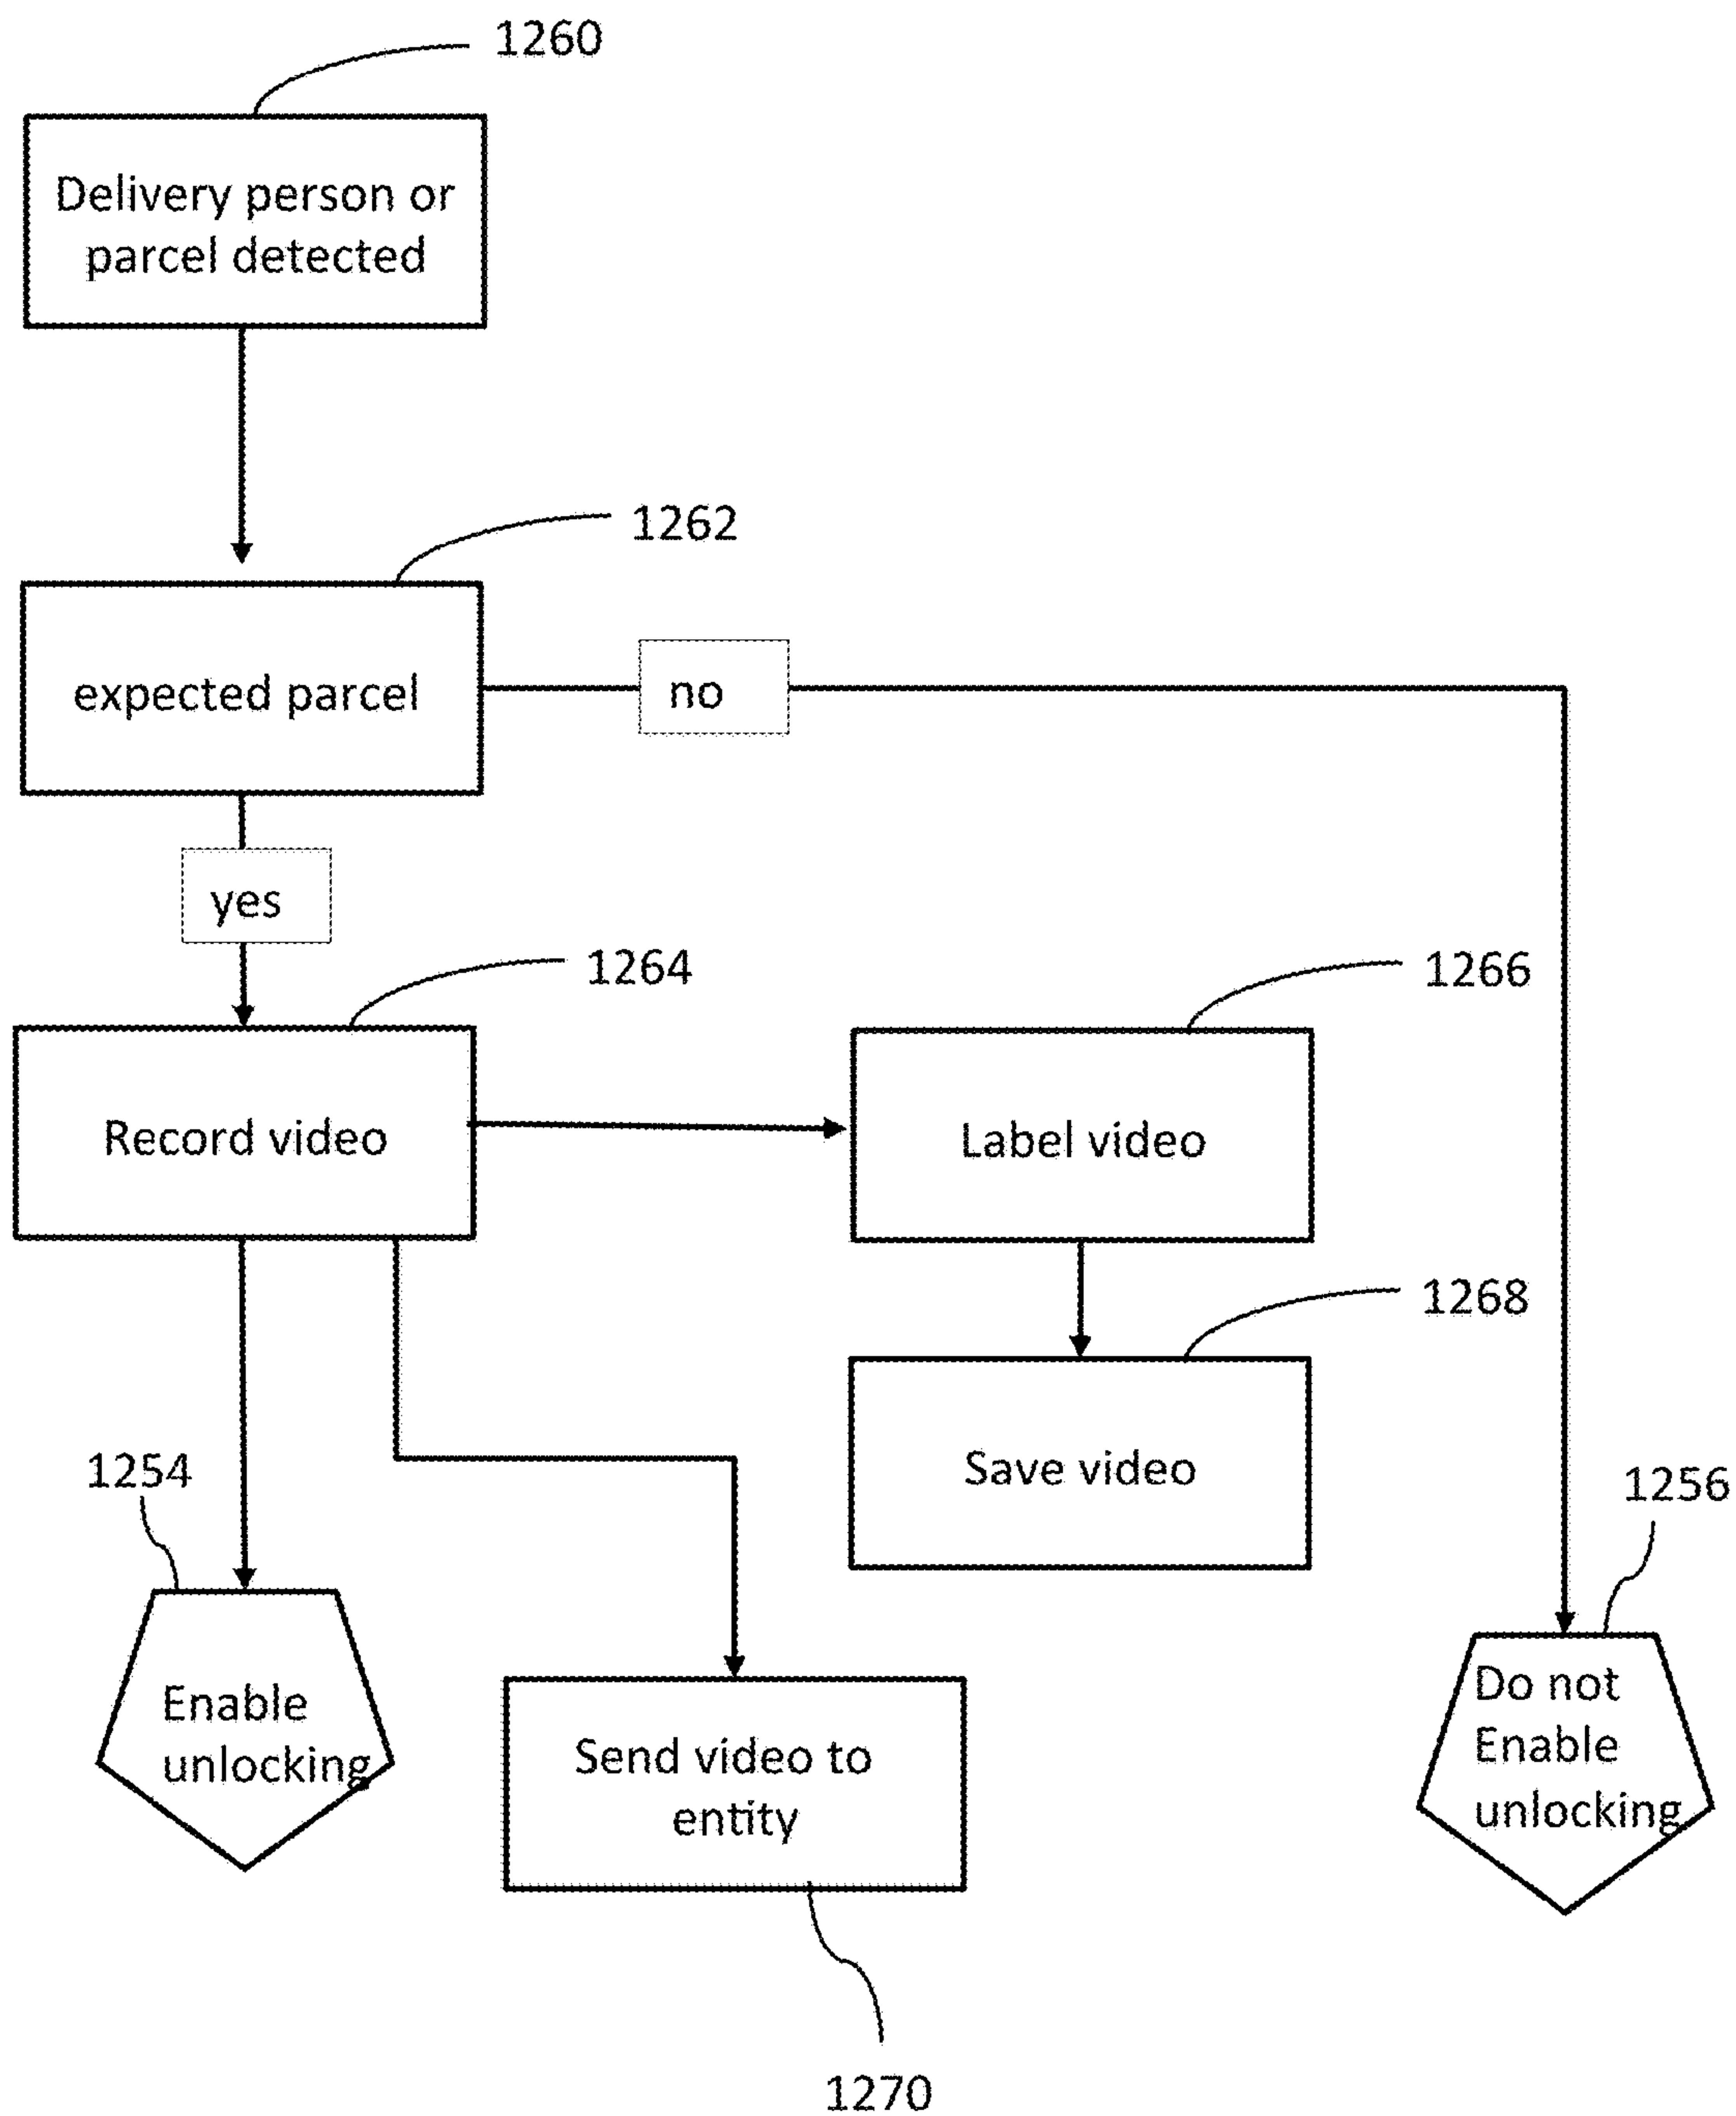 1260
Delivery person or
parcel detected
1262
expected parcel
no
yes
1264
1266
Record video
Label video
1268
1254
Save video
1256
Enable
unlocking
Send video to
entity
Do not
Enable
unlocking
1270